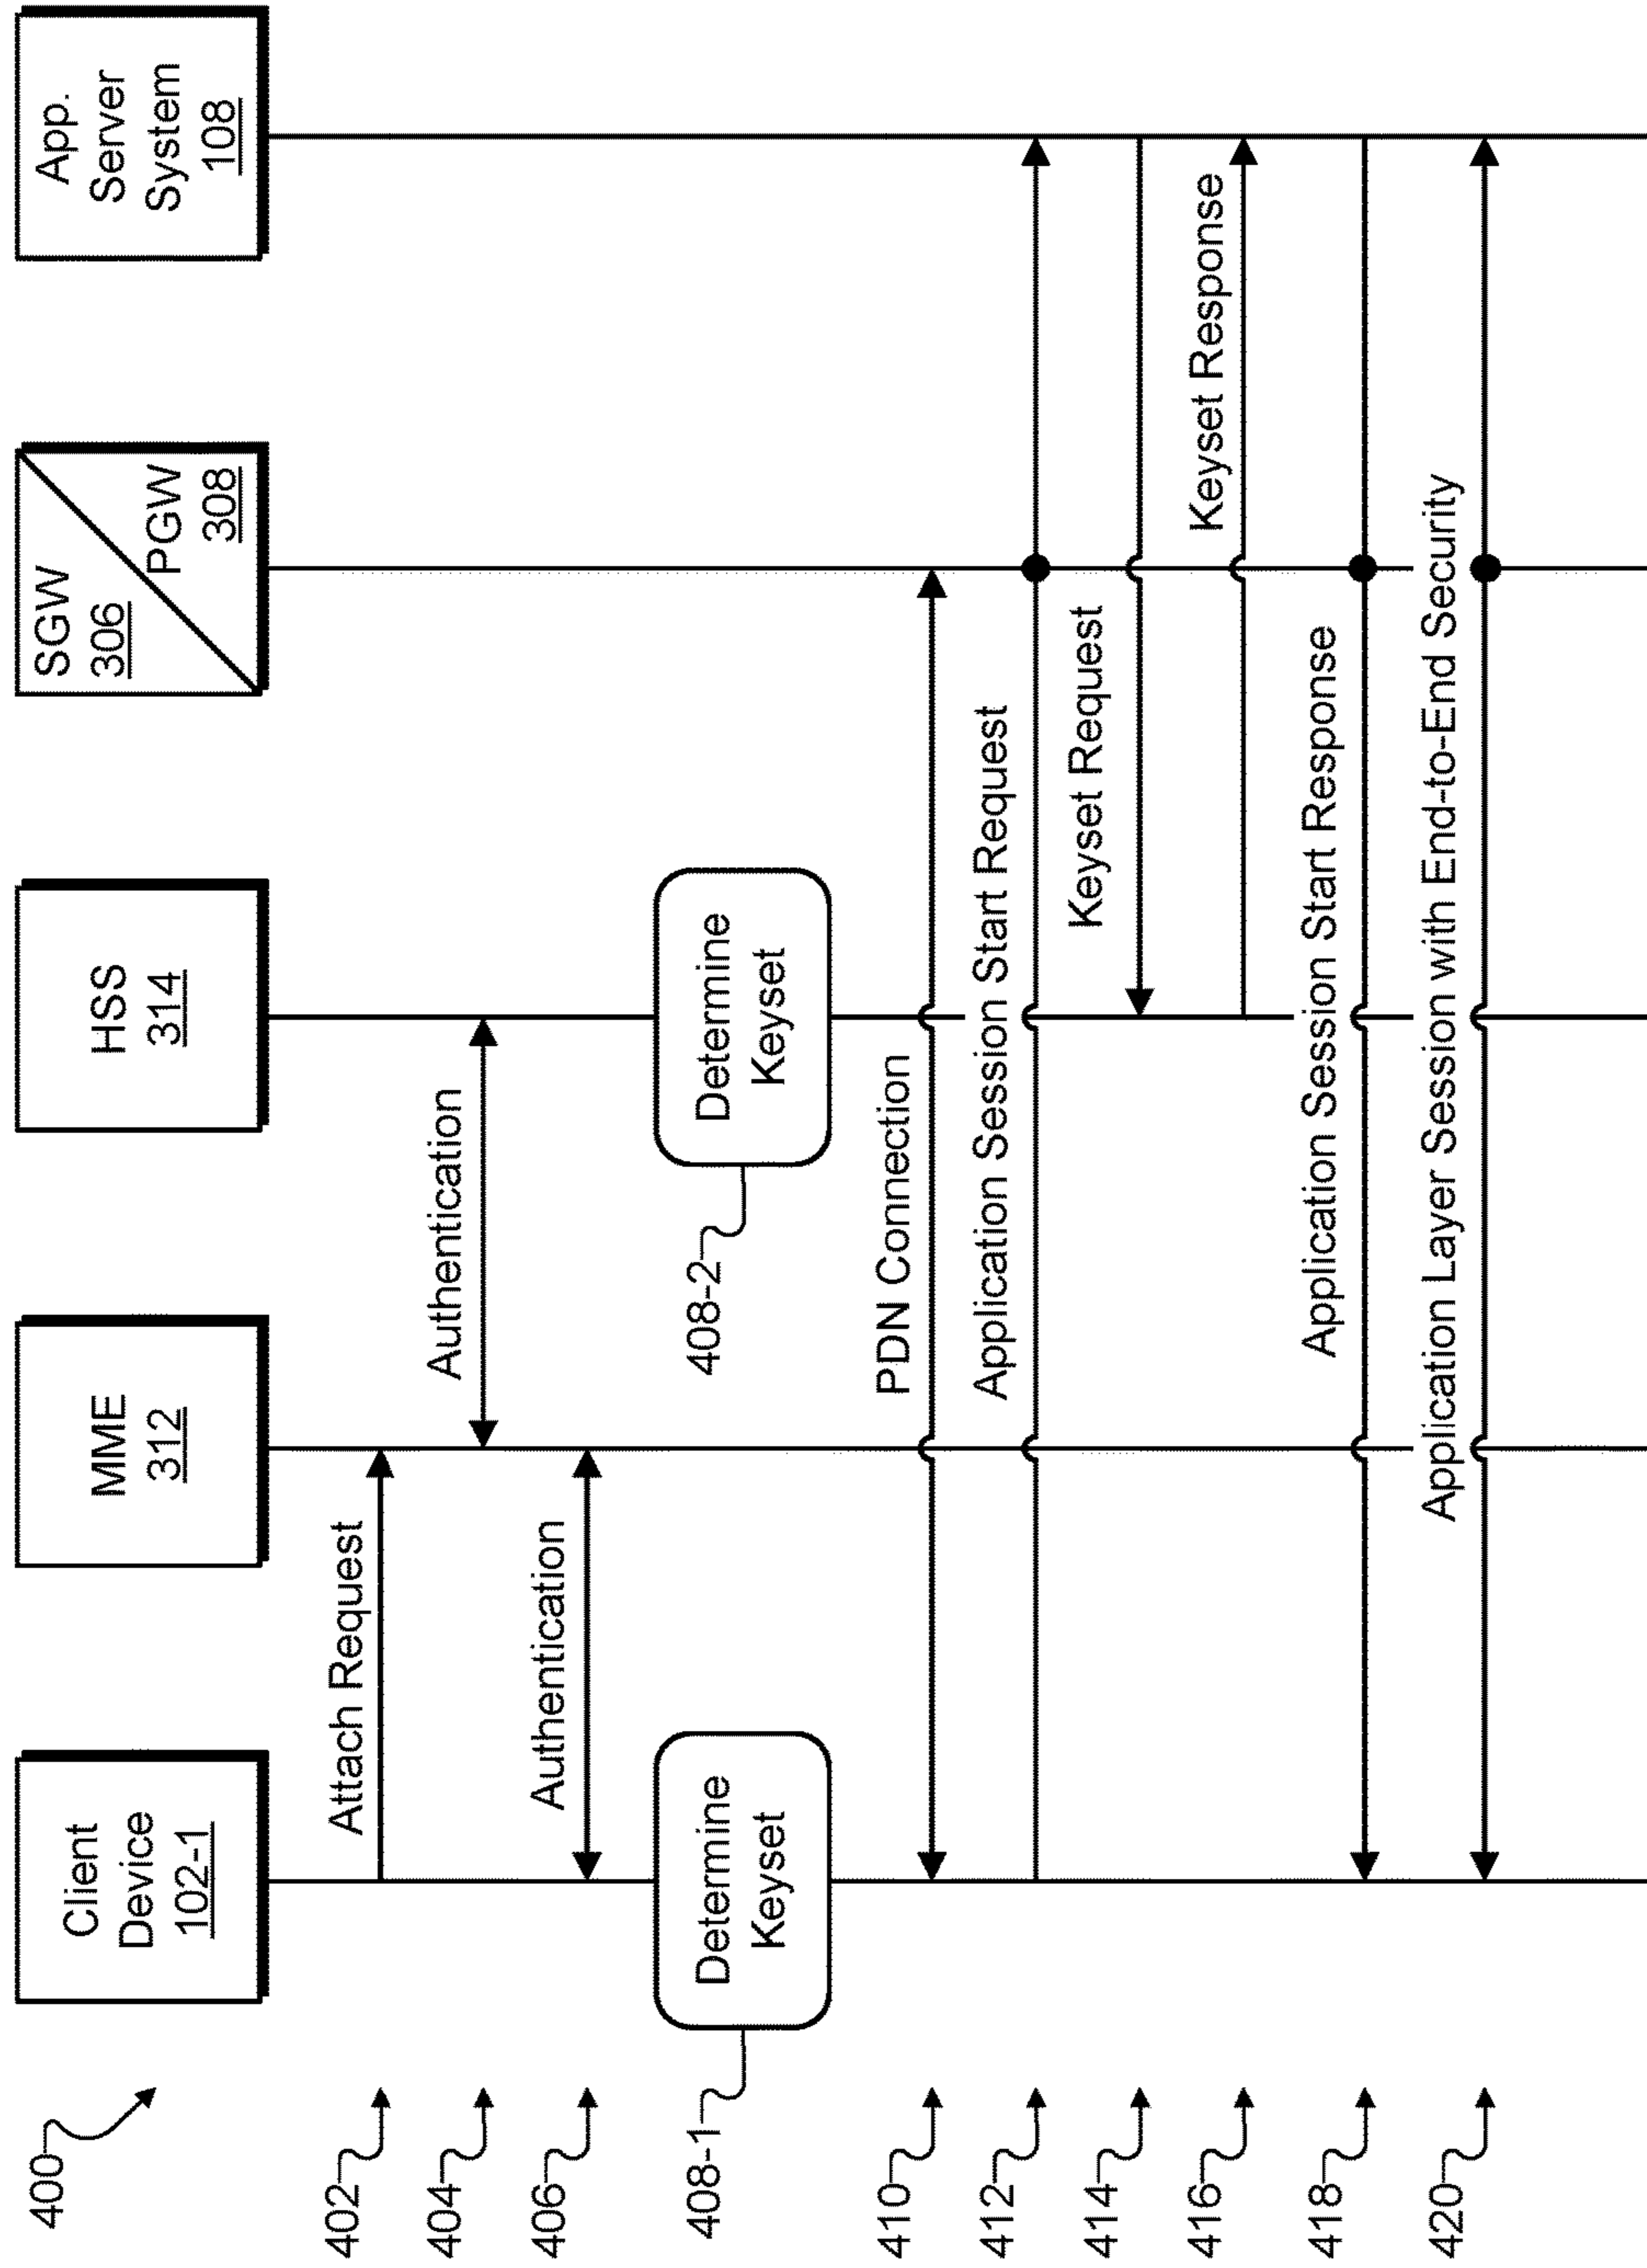 400
Client
Device
102-1
MME
312
HSS
314
SGW
306
PGW
308
App.
Server
System
108
402
Attach Request
404
Authentication
406
Authentication
408-1
Determine
Keyset
408-2
Determine
Keyset
410
PDN Connection
412
Application Session Start Request
414
Keyset Request
416
Keyset Response
418
Application Session Start Response
420
Application Layer Session with End-to-End Security